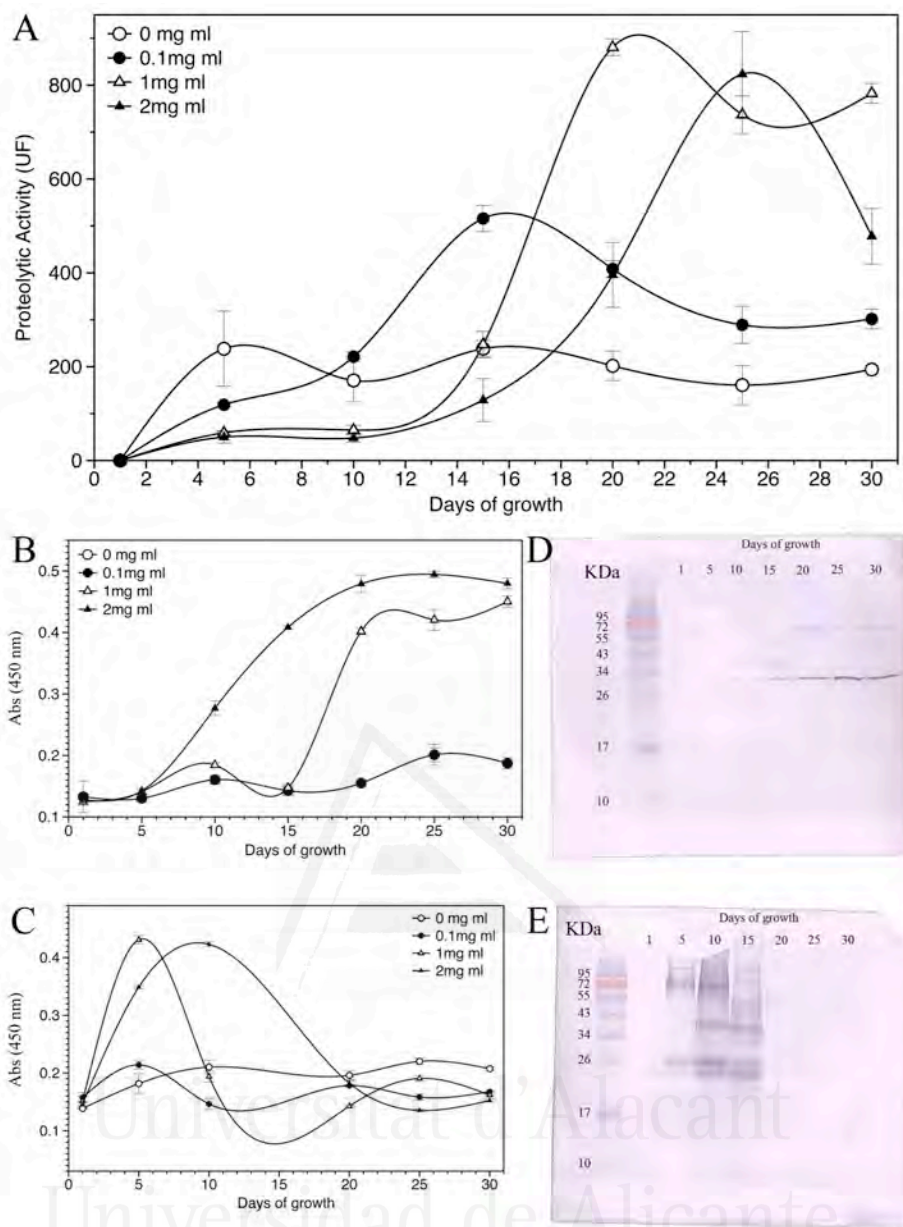 A
0 mg ml
0.1mg ml
1mg ml
2mg ml
Proteolytic Activity (UF)
800
600
400
200
0
0 2 4 6 8 10 12 14 16 18 20 22 24 26 28 30
Days of growth
B
0 mg ml
0.1mg ml
1mg ml
2mg ml
Abs (450 nm)
0.5
0.4
0.3
0.2
0.1
0 5 10 15 20 25 30
Days of growth
D
Days of growth
KDa
1 5 10 15 20 25 30
95
72
55
43
34
26
17
10
C
0 mg ml
0.1mg ml
1mg ml
2mg ml
Abs (450 nm)
0.4
0.3
0.2
0.1
0 5 10 15 20 25 30
Days of growth
E
Days of growth
KDa
1 5 10 15 20 25 30
95
72
55
43
34
26
17
10
Universitat d'Alacant
Universidad de Alicante